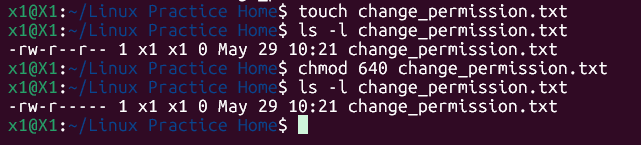 x1@X1:~/Linux Practice Home$ touch change_permission.txt
x1@X1:~/Linux Practice Home$ ls -l change_permission.txt
-rw-r--r-- 1 x1 x1 0 May 29 10:21 change_permission.txt
x1@X1:~/Linux Practice Home$ chmod 640 change_permission.txt
x1@X1:~/Linux Practice Home$ ls -l change_permission.txt
-rw-r----- 1 x1 x1 0 May 29 10:21 change_permission.txt
x1@X1:~/Linux Practice Home$